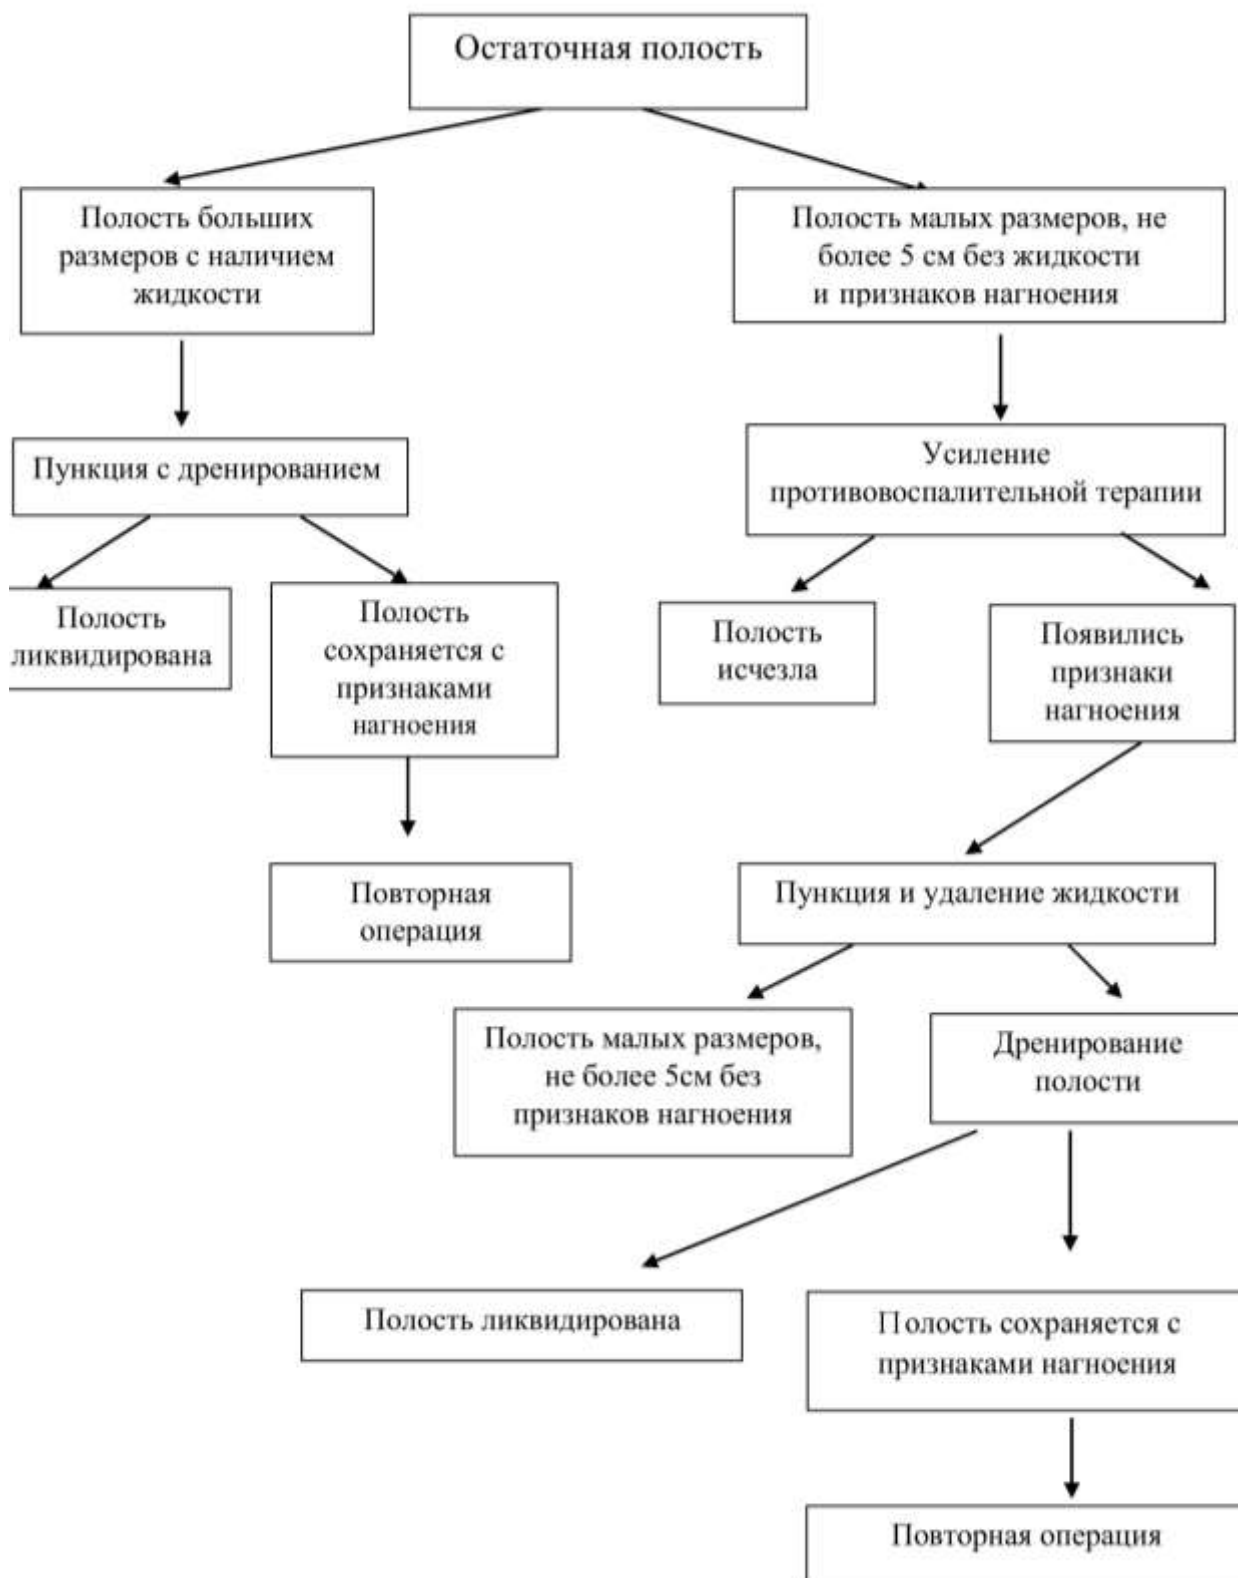 Остаточная полость
Полость больших
размеров с наличием
жидкости
Полость малых размеров, не
более 5 см без жидкости
и признаков нагноения
Пункция с дренированием
Усиление
противовоспалительной терапии
Полость
ликвидирована
Полость
сохраняется с
признаками
нагноения
Полость
исчезла
Появились
признаки
нагноения
Повторная
операция
Пункция и удаление жидкости
Полость малых размеров,
не более 5см без
признаков нагноения
Дренирование
полости
Полость ликвидирована
Полость сохраняется с
признаками нагноения
Повторная операция